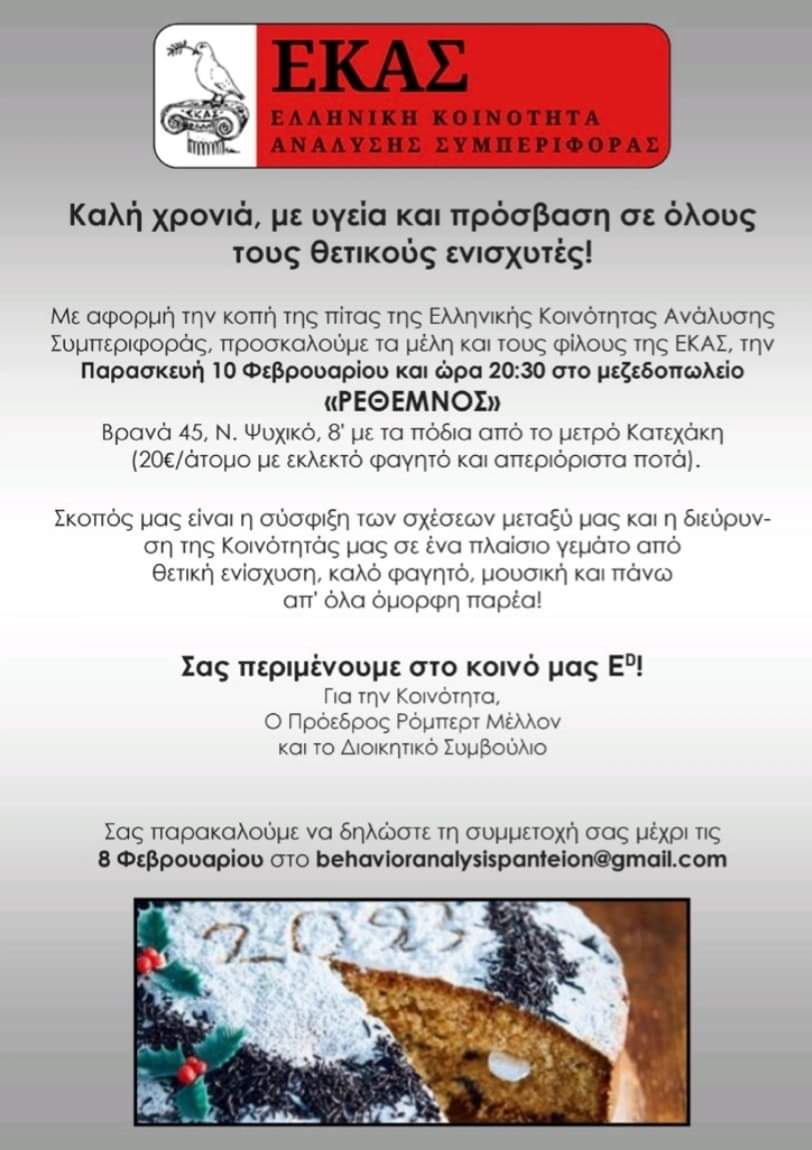 ΕΚΑΣ
ΕΚΑΣ
ΕΛΛΗΝΙΚΗ ΚΟΙΝΟΤΗΤΑ
ΑΝΑΛΥΣΗΣ ΣΥΜΠΕΡΙΦΟΡΑΣ
Καλή χρονιά, με υγεία και πρόσβαση σε όλους
τους θετικούς ενισχυτές!
Με αφορμή την κοπή της πίτας της Ελληνικής Κοινότητας Ανάλυσης
Συμπεριφοράς, προσκαλούμε τα μέλη και τους φίλους της ΕΚΑΣ, την
Παρασκευή 10 Φεβρουαρίου και ώρα 20:30 στο μεζεδοπωλείο
«ΡΕΘΕΜΝΟΣ»
Βρανά 45, Ν. Ψυχικό, 8' με τα πόδια από το μετρό Κατεχάκη
(20€/άτομο με εκλεκτό φαγητό και απεριόριστα ποτά).
Σκοπός μας είναι η σύσφιξη των σχέσεων μεταξύ μας και η διεύρυν-
ση της Κοινότητάς μας σε ένα πλαίσιο γεμάτο από
θετική ενίσχυση, καλό φαγητό, μουσική και πάνω
απ' όλα όμορφη παρέα!
Σας περιμένουμε στο κοινό μας Εᴰ!
Για την Κοινότητα,
Ο Πρόεδρος Ρόμπερτ Μέλλον
και το Διοικητικό Συμβούλιο
Σας παρακαλούμε να δηλώστε τη συμμετοχή σας μέχρι τις
8 Φεβρουαρίου στο behavioranalysispanteion@gmail.com
2023